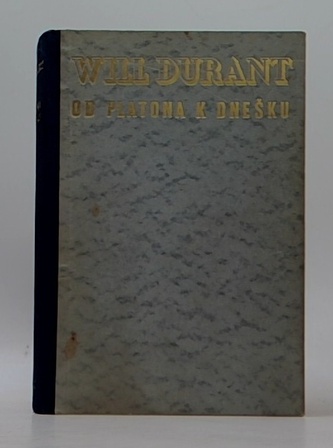 WILL DURANT
OD PLATONA K DNEŠKU